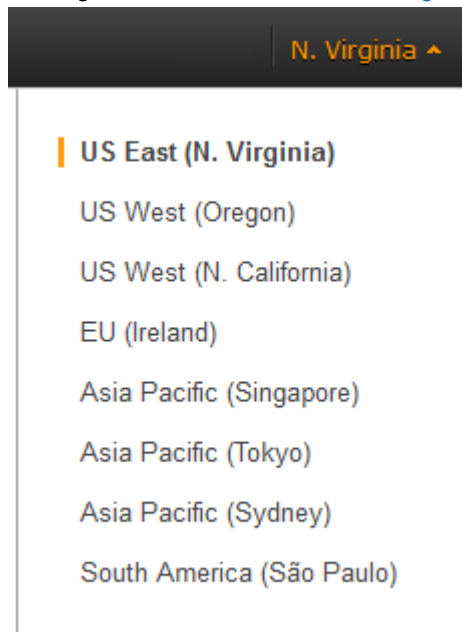 N. Virginia
US East (N. Virginia)
US West (Oregon)
US West (N. California)
EU (Ireland)
Asia Pacific (Singapore)
Asia Pacific (Tokyo)
Asia Pacific (Sydney)
South America (São Paulo)